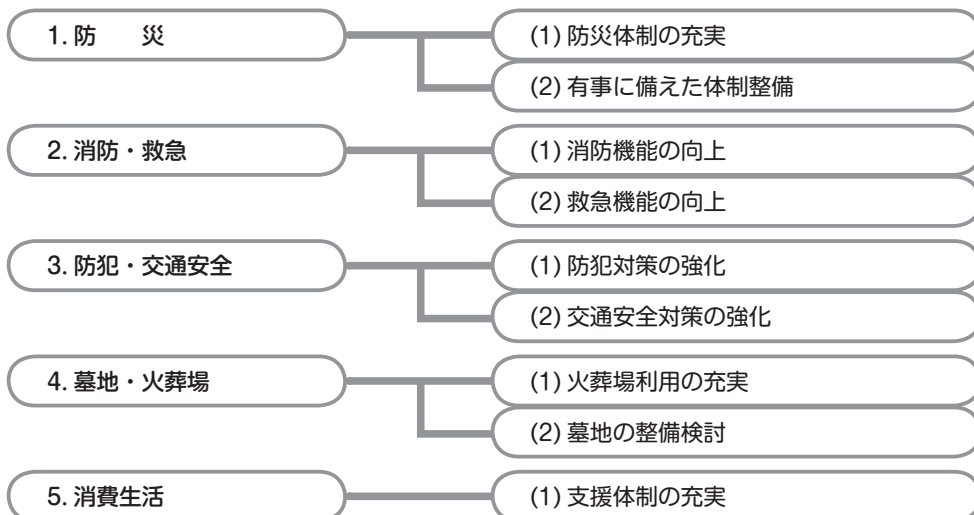 1. 防　　災
(1) 防災体制の充実
(2) 有事に備えた体制整備
2. 消防・救急
(1) 消防機能の向上
(2) 救急機能の向上
3. 防犯・交通安全
(1) 防犯対策の強化
(2) 交通安全対策の強化
4. 墓地・火葬場
(1) 火葬場利用の充実
(2) 墓地の整備検討
5. 消費生活
(1) 支援体制の充実